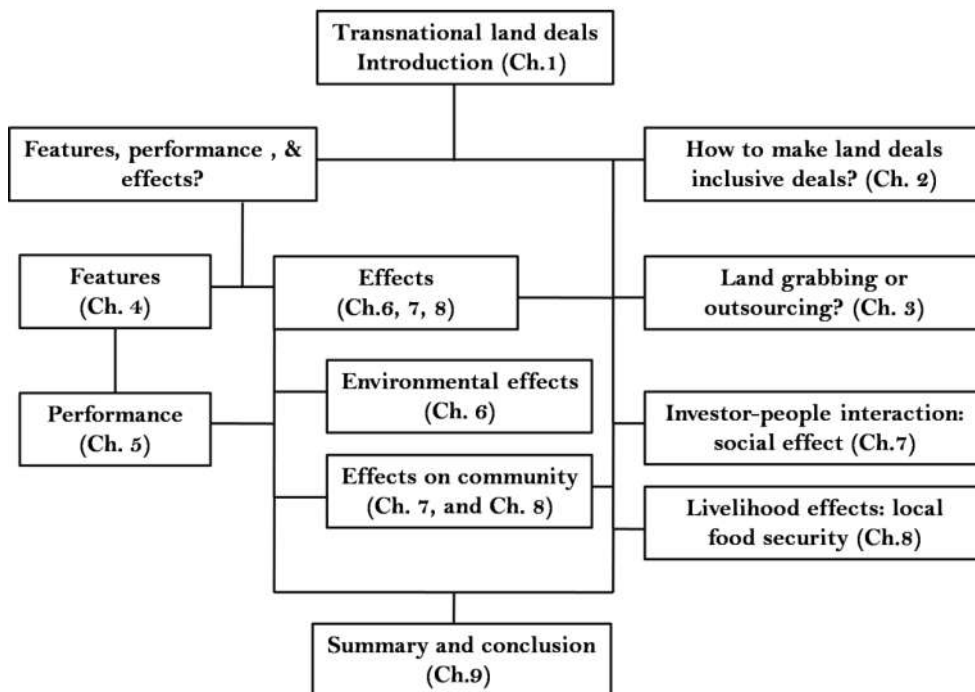 Transnational land deals
Introduction (Ch.1)
Features, performance , &
effects?
How to make land deals
inclusive deals? (Ch. 2)
Features
(Ch. 4)
Effects
(Ch.6, 7, 8)
Land grabbing or
outsourcing? (Ch. 3)
Environmental effects
(Ch. 6)
Performance
(Ch. 5)
Investor-people interaction:
social effect (Ch.7)
Effects on community
(Ch. 7, and Ch. 8)
Livelihood effects: local
food security (Ch.8)
Summary and conclusion
(Ch.9)